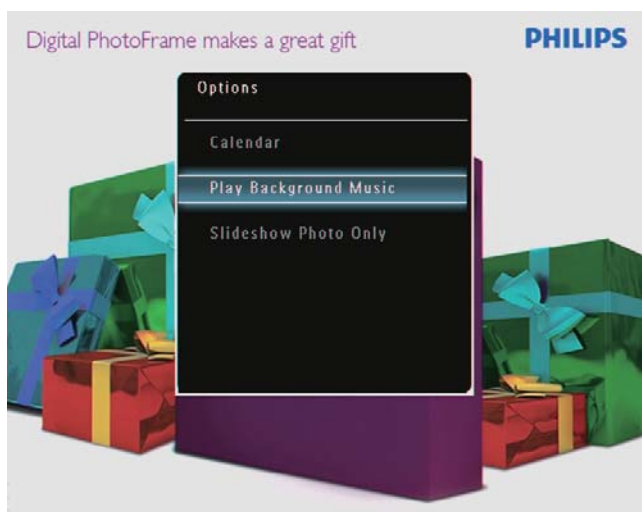 Digital PhotoFrame makes a great gift
PHILIPS
Options
Calendar
Play Background Music
Slideshow Photo Only